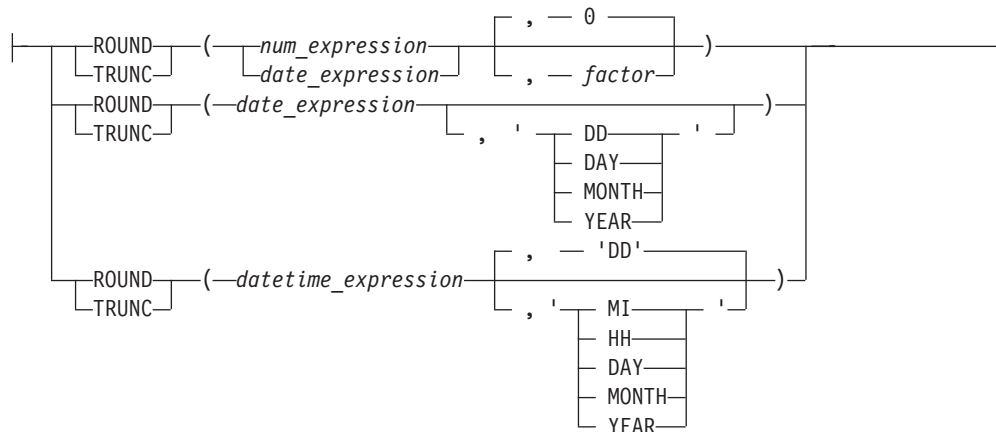 , 0
ROUND ( num_expression )
TRUNC date_expression , factor
ROUND ( date_expression )
TRUNC , ' DD '
DAY
MONTH
YEAR
, 'DD'
ROUND ( datetime_expression )
TRUNC , ' MI '
HH
DAY
MONTH
YEAR